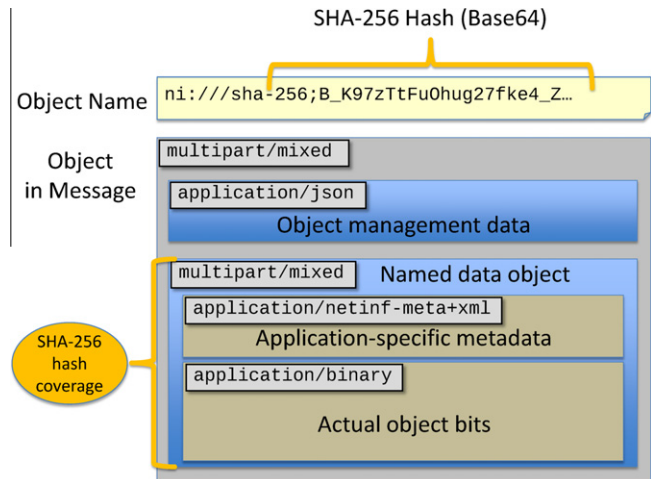 SHA-256 Hash (Base64)
Object Name
ni:///sha-256;B_K97zTtFuOhug27fke4_Z…
Object
in Message
multipart/mixed
application/json
Object management data
multipart/mixed
Named data object
application/netinf-meta+xml
Application-specific metadata
SHA-256
hash
coverage
application/binary
Actual object bits